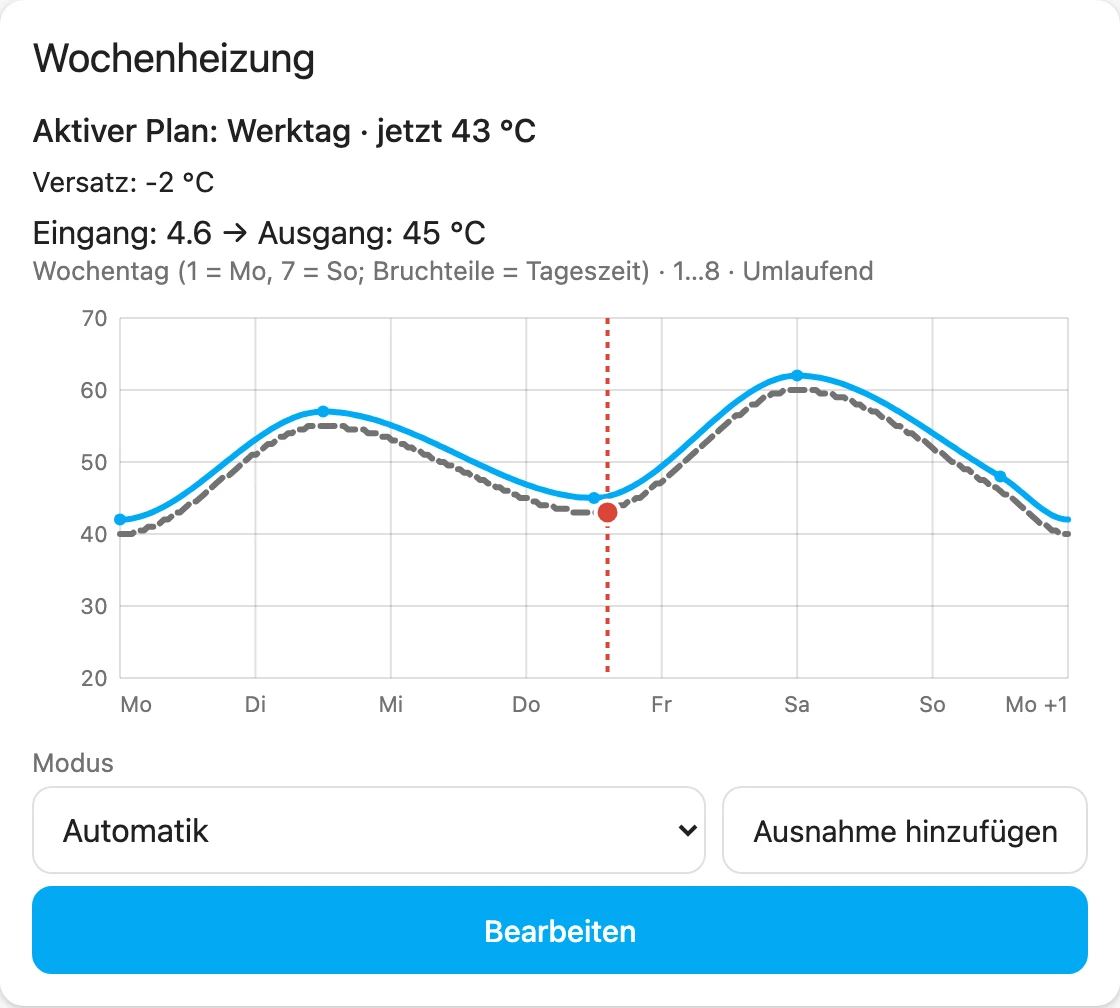 Wochenheizung
Aktiver Plan: Werktag · jetzt 43 °C
Versatz: -2 °C
Eingang: 4.6 → Ausgang: 45 °C
Wochentag (1 = Mo, 7 = So; Bruchteile = Tageszeit) · 1…8 · Umlaufend
70
60
50
40
30
20
Mo Di Mi Do Fr Sa So Mo +1
Modus
Automatik
Ausnahme hinzufügen
Bearbeiten